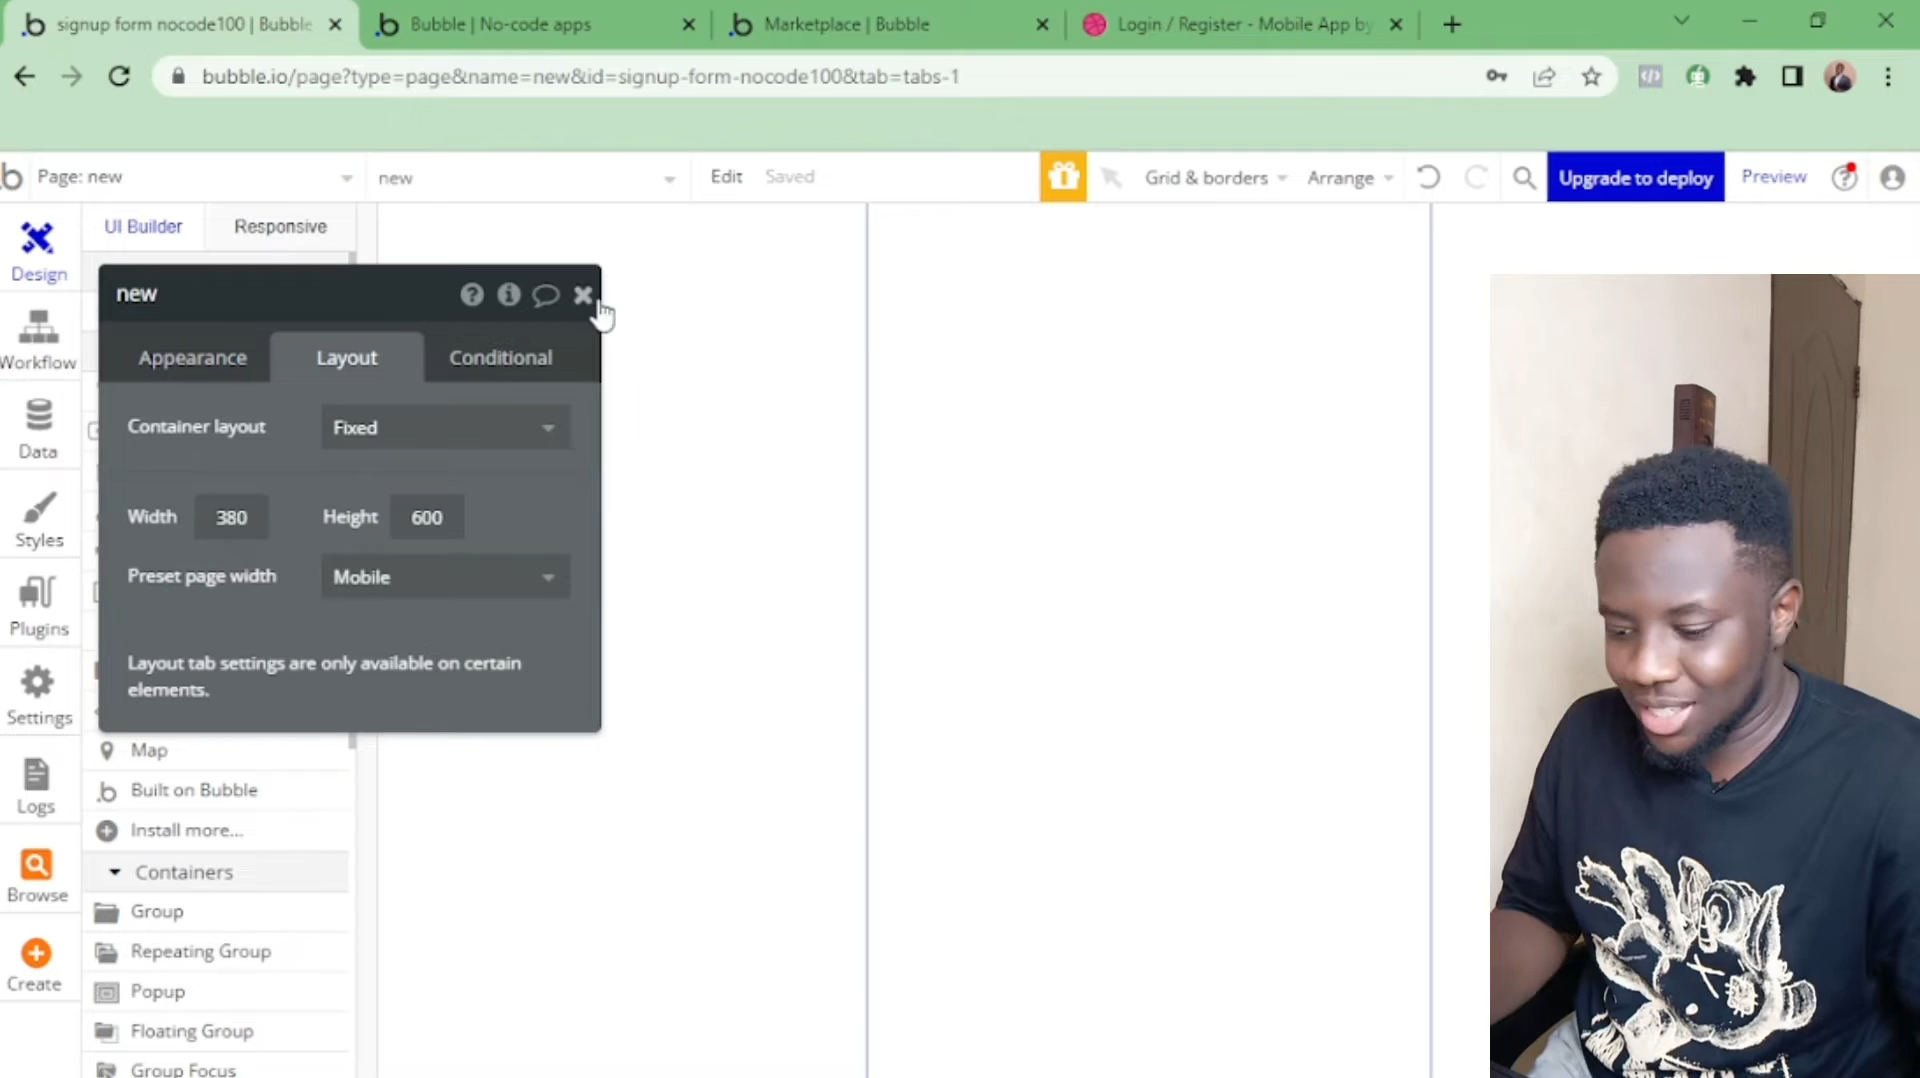 signup form nocode100 | Bubble
Bubble | No-code apps
Marketplace | Bubble
Login / Register - Mobile App by
bubble.io/page?type=page&name=new&id=signup-form-nocode100&tab=tabs-1
Page: new
new
Edit
Saved
Grid & borders
Arrange
Upgrade to deploy
Preview
Design
Workflow
Data
Styles
Plugins
Settings
Logs
Browse
Create
UI Builder
Responsive
new
Appearance
Layout
Conditional
Container layout
Fixed
Width 380
Height 600
Preset page width
Mobile
Layout tab settings are only available on certain
elements.
Map
Built on Bubble
Install more...
Containers
Group
Repeating Group
Popup
Floating Group
Group Focus